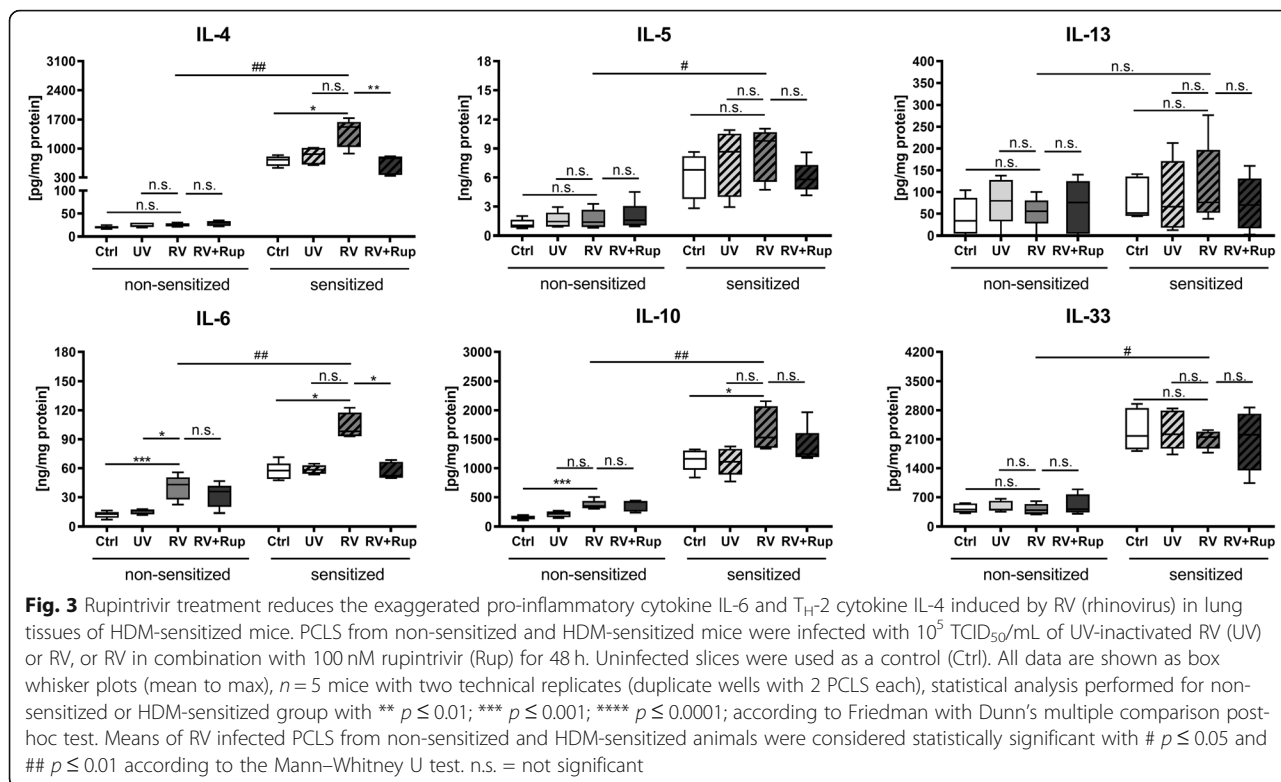 IL-4
IL-5
IL-13
[pg/mg protein]
3100
2400
1700
1000
300
100
50
0
##
n.s.
**
*
n.s.
n.s.
n.s.
Ctrl UV RV RV+Rup Ctrl UV RV RV+Rup
non-sensitized sensitized
[ng/mg protein]
18
12
9
6
3
0
#
n.s.
n.s.
n.s.
n.s.
n.s.
n.s.
Ctrl UV RV RV+Rup Ctrl UV RV RV+Rup
non-sensitized sensitized
[pg/mg protein]
400
350
300
250
200
150
100
50
0
n.s.
n.s.
n.s.
n.s.
n.s.
n.s.
n.s.
Ctrl UV RV RV+Rup Ctrl UV RV RV+Rup
non-sensitized sensitized
IL-6
IL-10
IL-33
[ng/mg protein]
180
150
120
90
60
30
0
##
n.s.
*
*
*
n.s.
***
Ctrl UV RV RV+Rup Ctrl UV RV RV+Rup
non-sensitized sensitized
[ng/mg protein]
3000
2500
2000
1500
1000
500
0
##
n.s.
n.s.
*
n.s.
n.s.
***
Ctrl UV RV RV+Rup Ctrl UV RV RV+Rup
non-sensitized sensitized
[pg/mg protein]
4200
3500
2800
2100
1400
700
0
#
n.s.
n.s.
n.s.
n.s.
n.s.
n.s.
Ctrl UV RV RV+Rup Ctrl UV RV RV+Rup
non-sensitized sensitized
Fig. 3 Rupintrivir treatment reduces the exaggerated pro-inflammatory cytokine IL-6 and TH-2 cytokine IL-4 induced by RV (rhinovirus) in lung
tissues of HDM-sensitized mice. PCLS from non-sensitized and HDM-sensitized mice were infected with 10⁵ TCID₅₀/mL of UV-inactivated RV (UV)
or RV, or RV in combination with 100 nM rupintrivir (Rup) for 48 h. Uninfected slices were used as a control (Ctrl). All data are shown as box
whisker plots (mean to max), n = 5 mice with two technical replicates (duplicate wells with 2 PCLS each), statistical analysis performed for non-
sensitized or HDM-sensitized group with ** p ≤ 0.01; *** p ≤ 0.001; **** p ≤ 0.0001; according to Friedman with Dunn's multiple comparison post-
hoc test. Means of RV infected PCLS from non-sensitized and HDM-sensitized animals were considered statistically significant with # p ≤ 0.05 and
## p ≤ 0.01 according to the Mann–Whitney U test. n.s. = not significant